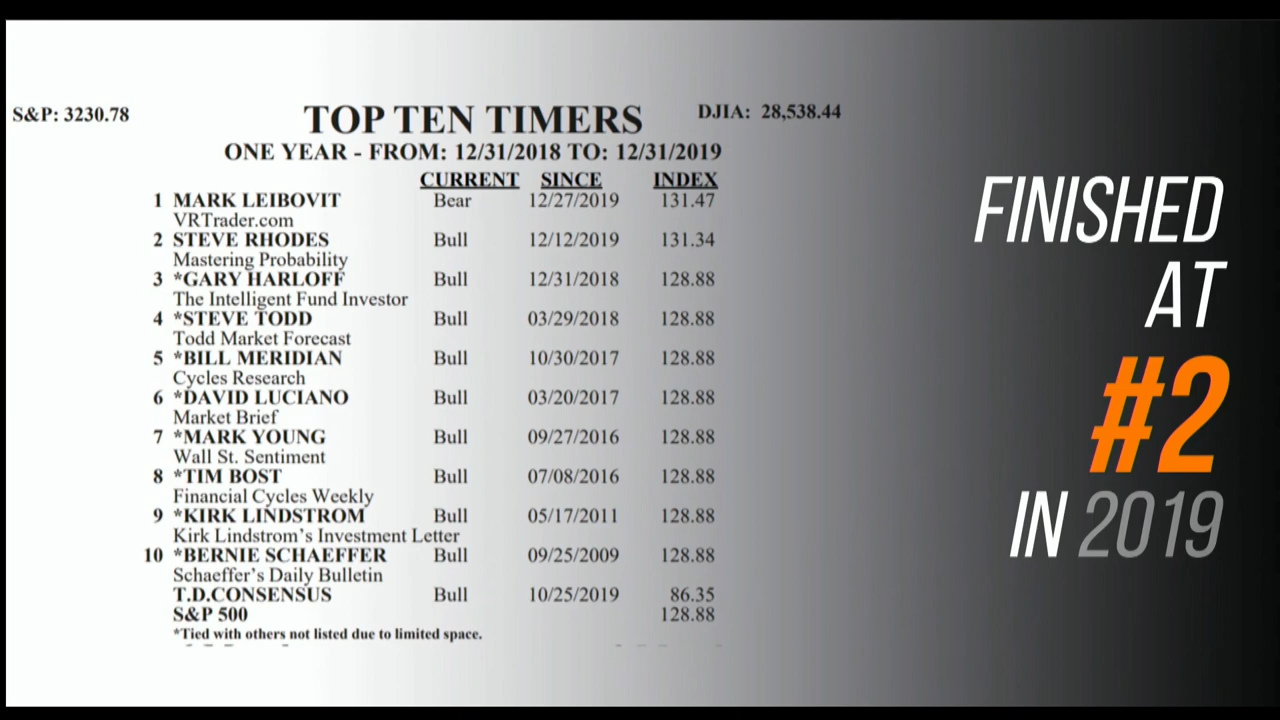 S&P: 3230.78
TOP TEN TIMERS
DJIA: 28,538.44
ONE YEAR - FROM: 12/31/2018 TO: 12/31/2019
CURRENT SINCE INDEX
1 MARK LEIBOVIT Bear 12/27/2019 131.47
VRTrader.com
2 STEVE RHODES Bull 12/12/2019 131.34
Mastering Probability
3 *GARY HARLOFF Bull 12/31/2018 128.88
The Intelligent Fund Investor
4 *STEVE TODD Bull 03/29/2018 128.88
Todd Market Forecast
5 *BILL MERIDIAN Bull 10/30/2017 128.88
Cycles Research
6 *DAVID LUCIANO Bull 03/20/2017 128.88
Market Brief
7 *MARK YOUNG Bull 09/27/2016 128.88
Wall St. Sentiment
8 *TIM BOST Bull 07/08/2016 128.88
Financial Cycles Weekly
9 *KIRK LINDSTROM Bull 05/17/2011 128.88
Kirk Lindstrom's Investment Letter
10 *BERNIE SCHAEFFER Bull 09/25/2009 128.88
Schaeffer's Daily Bulletin
T.D.CONSENSUS Bull 10/25/2019 86.35
S&P 500 128.88
*Tied with others not listed due to limited space.
FINISHED
AT
#2
IN 2019